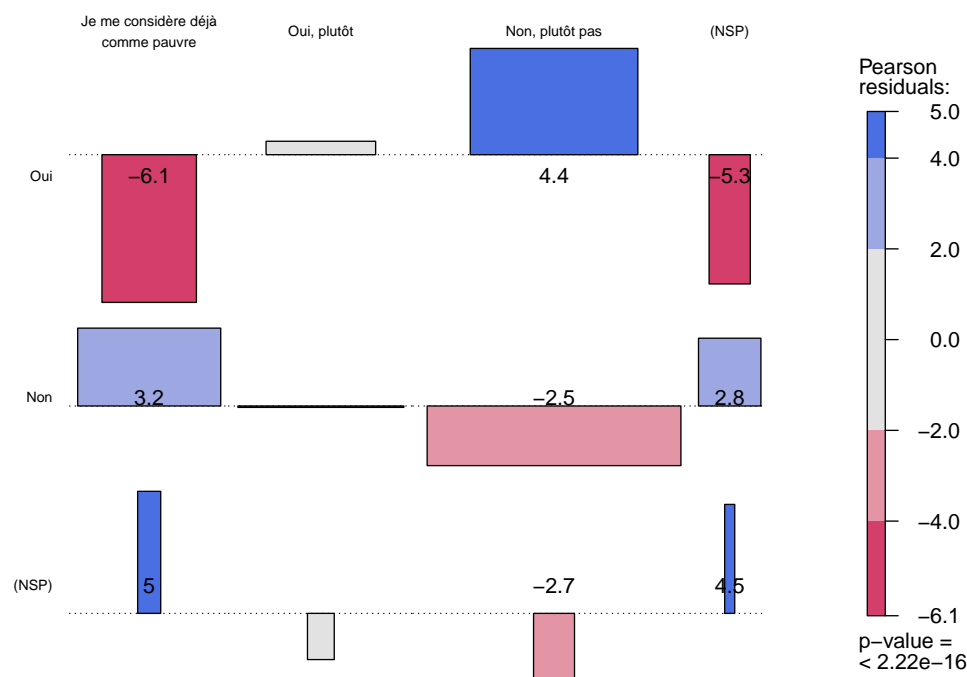 Je me considère déjà
comme pauvre
Oui, plutôt
Non, plutôt pas
(NSP)
Pearson
residuals:
5.0
4.0
2.0
0.0
−2.0
−4.0
−6.1
p−value =
< 2.22e−16
Oui
−6.1
4.4
−5.3
Non
3.2
−2.5
2.8
(NSP)
5
−2.7
4.5